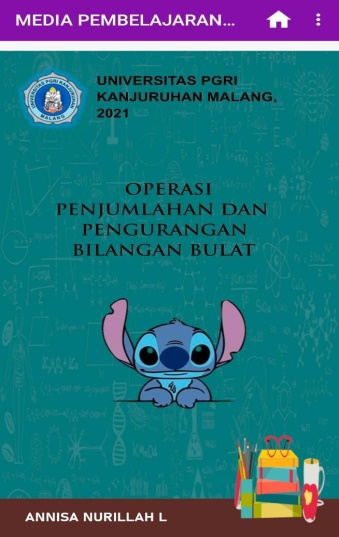 MEDIA PEMBELAJARAN...
UNIVERSITAS PGRI
KANJURUHAN MALANG,
2021
OPERASI
PENJUMLAHAN DAN
PENGURANGAN
BILANGAN BULAT
ANNISA NURILLAH L